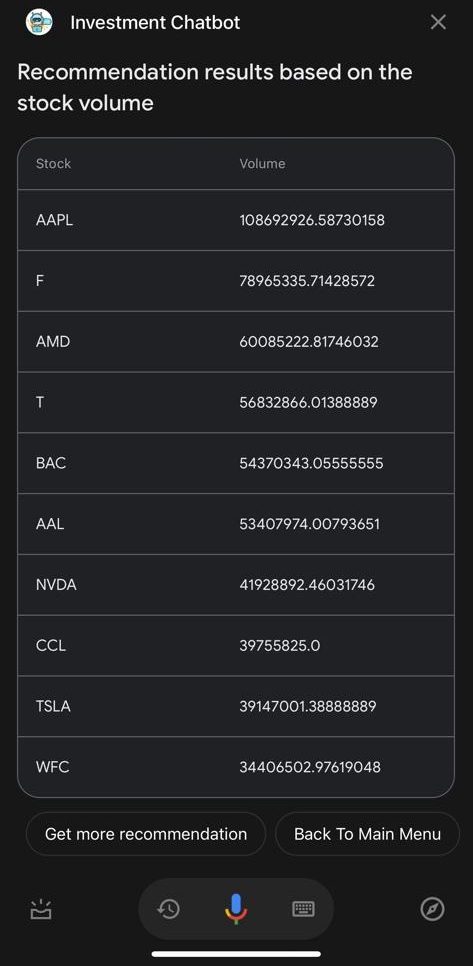 Investment Chatbot
Recommendation results based on the
stock volume
Stock Volume
AAPL 108692926.58730158
F 78965335.71428572
AMD 60085222.81746032
T 56832866.01388889
BAC 54370343.05555555
AAL 53407974.00793651
NVDA 41928892.46031746
CCL 39755825.0
TSLA 39147001.38888889
WFC 34406502.97619048
Get more recommendation Back To Main Menu